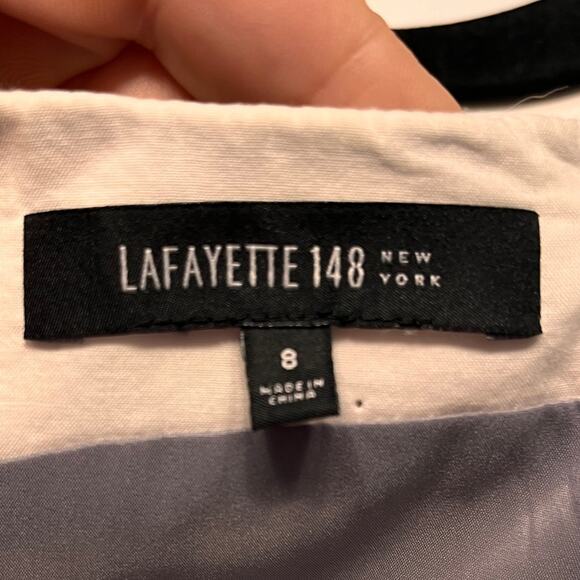 LAFAYETTE 148 NEW YORK
8
MADE IN
CHINA